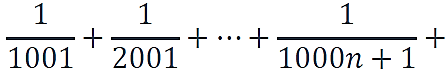 1/1001 + 1/2001 + ⋯ + 1/(1000n + 1) +